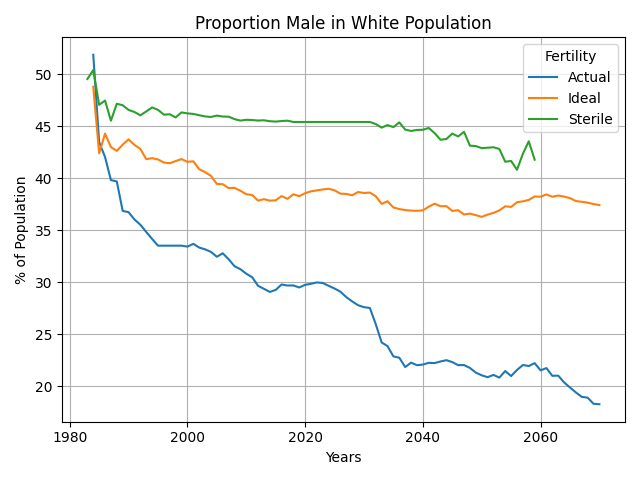 Proportion Male in White Population
Fertility
Actual
Ideal
Sterile
% of Population
50
45
40
35
30
25
20
1980
2000
2020
2040
2060
Years